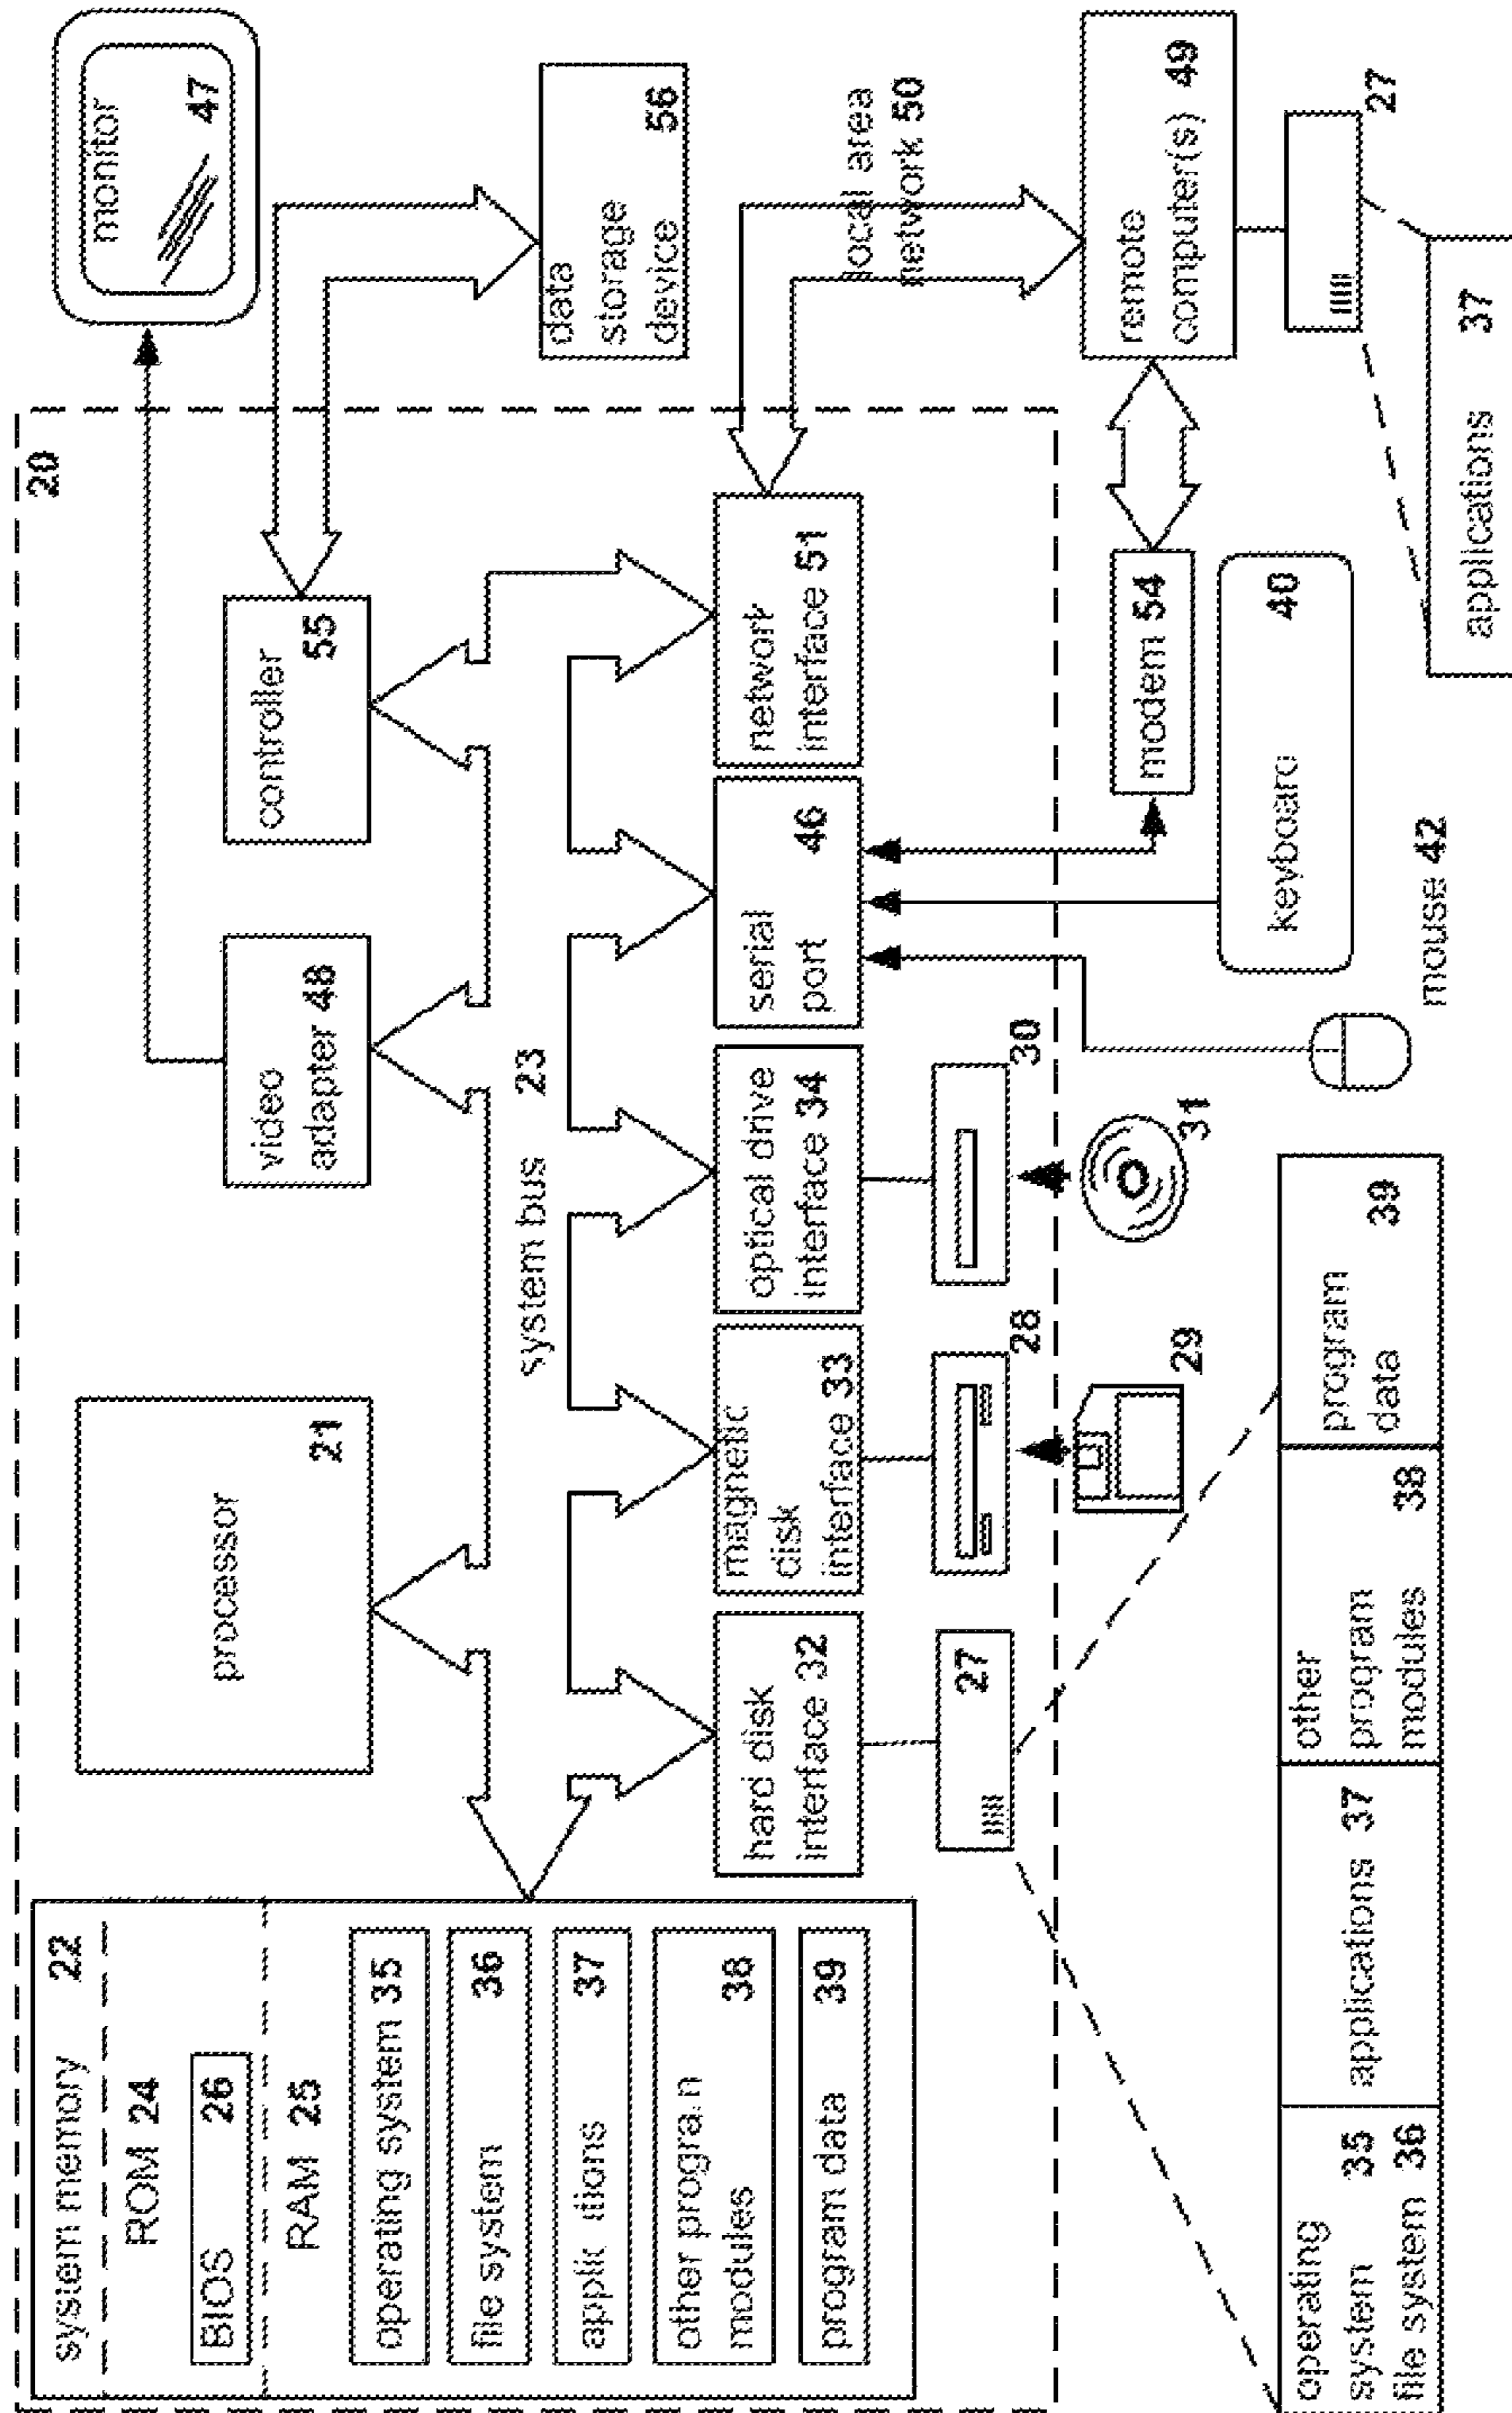 20
system memory 22
ROM 24
BIOS 26
RAM 25
operating system 35
file system 36
applic itions 37
other progra. n
modules 38
program data 39
processor
21
video
adapter 48
controller
55
monitor
47
system bus 23
data
storage
device 56
hard disk
interface 32
magnetic
disk
interface 33
optical drive
interface 34
serial
port 46
network
interface 51
local area
network 50
27
28
30
29
31
modem 54
remote
computer(s) 49
keyboard
40
mouse 42
27
operating
system 35
file system 36
applications 37
other
program
modules 38
program
data 39
applications 37